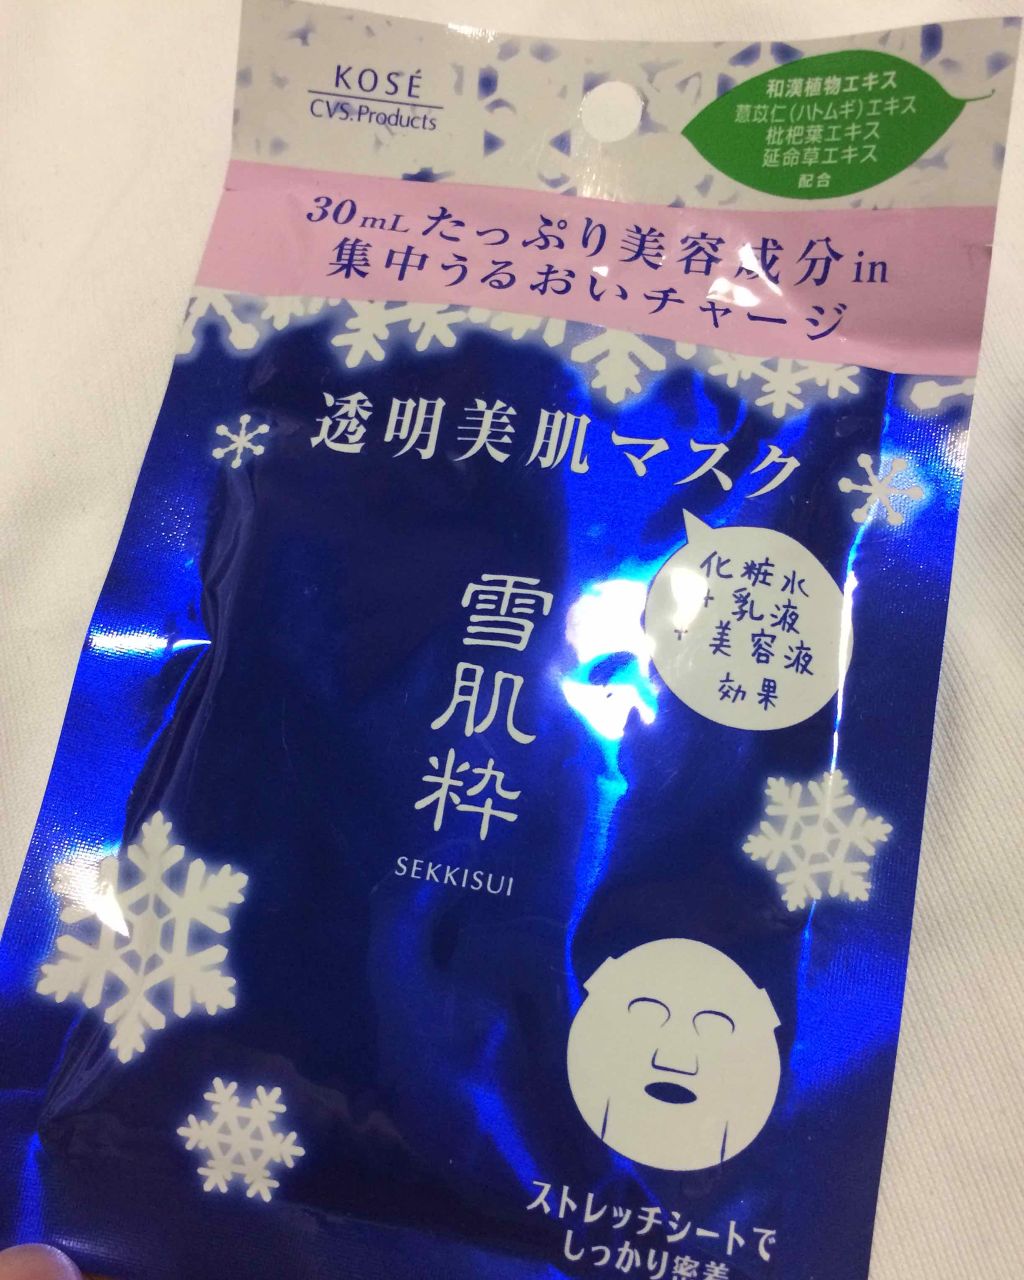 KOSÉ
CVS.Products
和漢植物エキス
薏苡仁(ハトムギ)エキス
枇杷葉エキス
延命草エキス
配合
30mLたっぷり美容成分in
集中うるおいチャージ
透明美肌マスク
化粧水
+乳液
+美容液
効果
雪肌粋
SEKKISUI
ストレッチシートで
しっかり密着